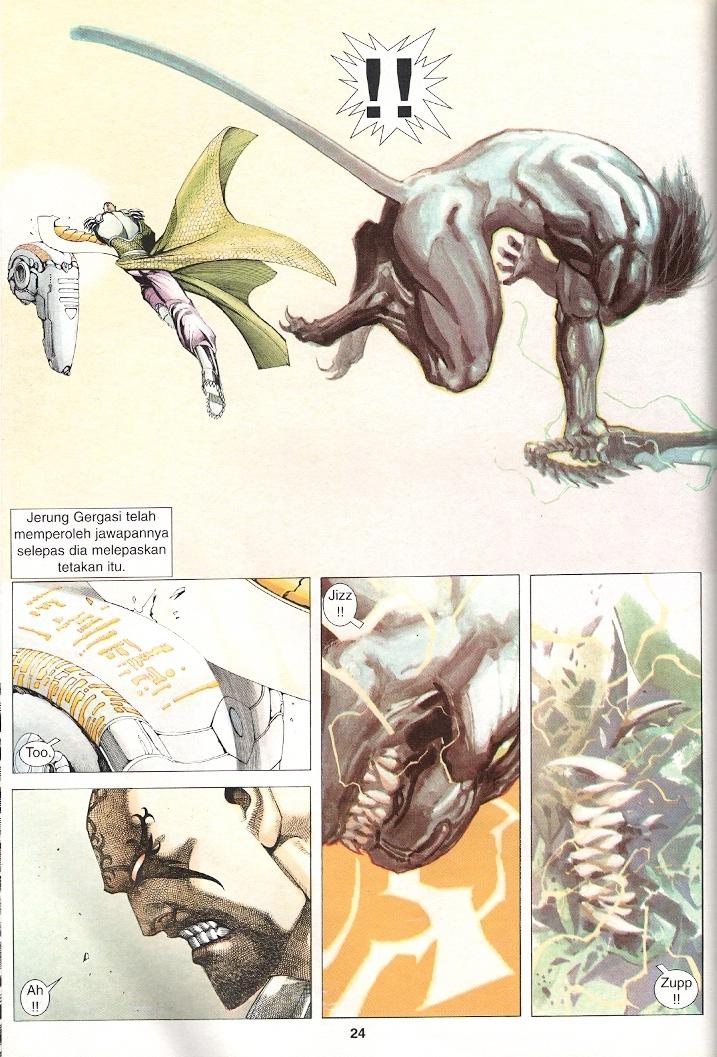 !!
Jerung Gergasi telah
memperoleh jawapannya
selepas dia melepaskan
tetakan itu.
Too.
Ah
!!
Jizz
!!
Zupp
!!
24